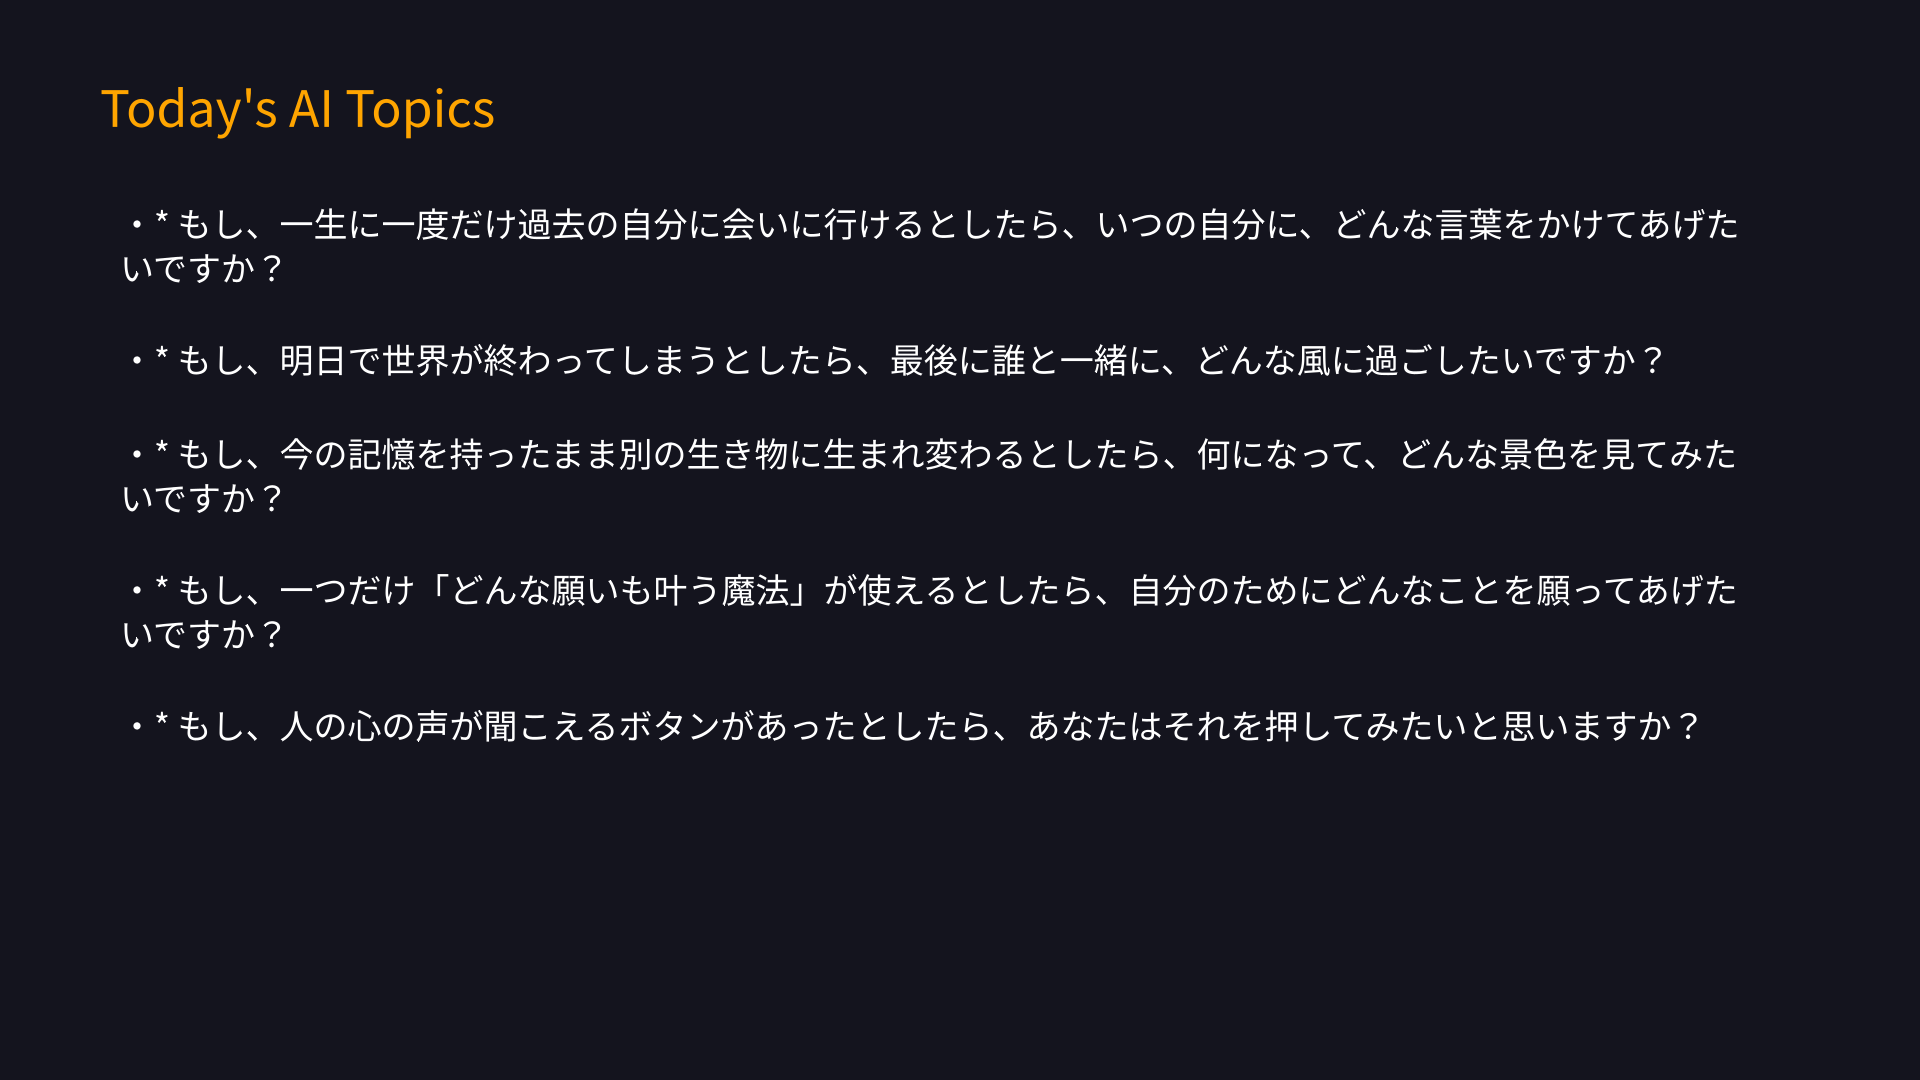 Today's AI Topics
・* もし、一生に一度だけ過去の自分に会いに行けるとしたら、いつの自分に、どんな言葉をかけてあげた
いですか？
・* もし、明日で世界が終わってしまうとしたら、最後に誰と一緒に、どんな風に過ごしたいですか？
・* もし、今の記憶を持ったまま別の生き物に生まれ変わるとしたら、何になって、どんな景色を見てみた
いですか？
・* もし、一つだけ「どんな願いも叶う魔法」が使えるとしたら、自分のためにどんなことを願ってあげた
いですか？
・* もし、人の心の声が聞こえるボタンがあったとしたら、あなたはそれを押してみたいと思いますか？